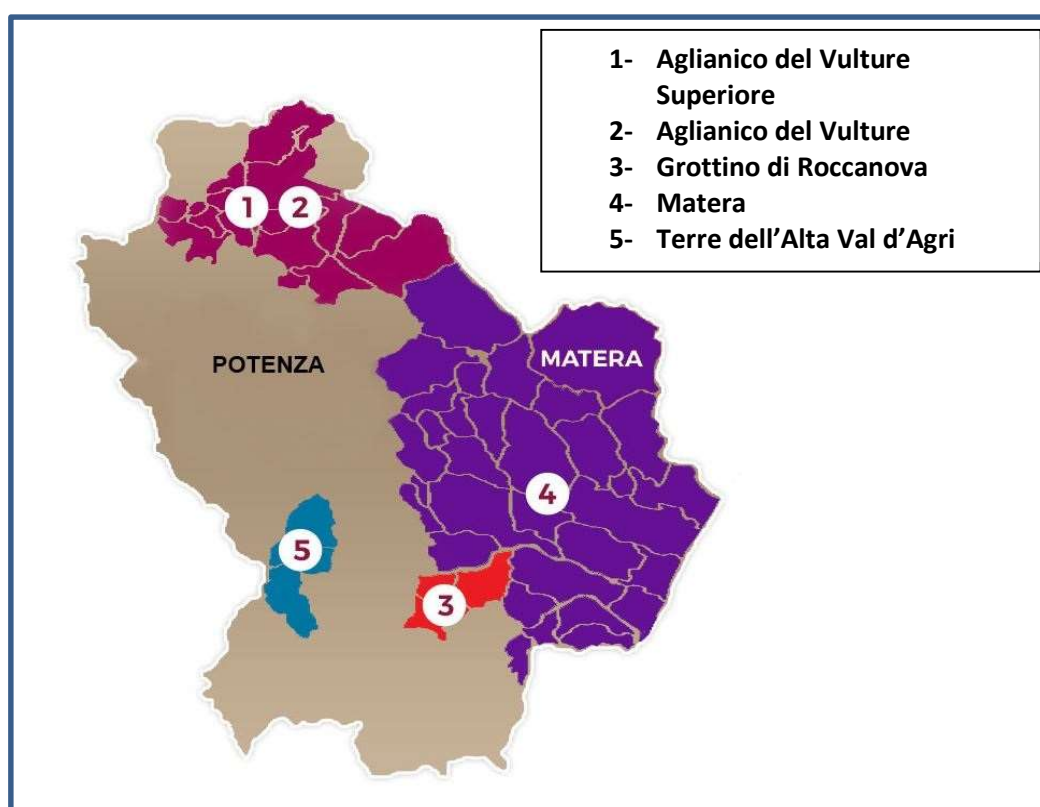 1- Aglianico del Vulture
Superiore
2- Aglianico del Vulture
3- Grottino di Roccanova
4- Matera
5- Terre dell’Alta Val d’Agri
1
2
POTENZA
MATERA
4
5
3